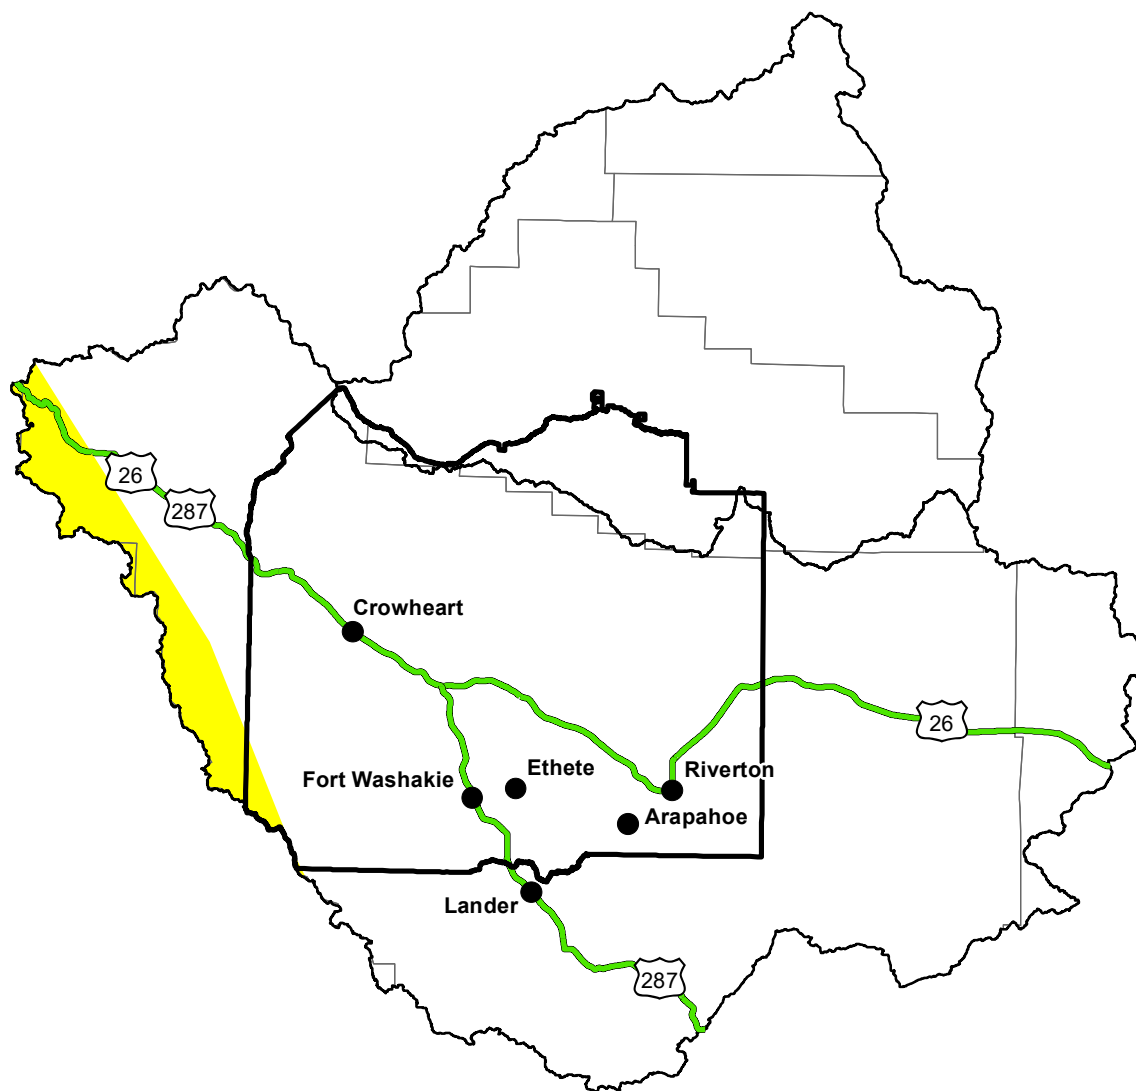 26
287
Crowheart
26
Ethete
Riverton
Fort Washakie
Arapahoe
Lander
287